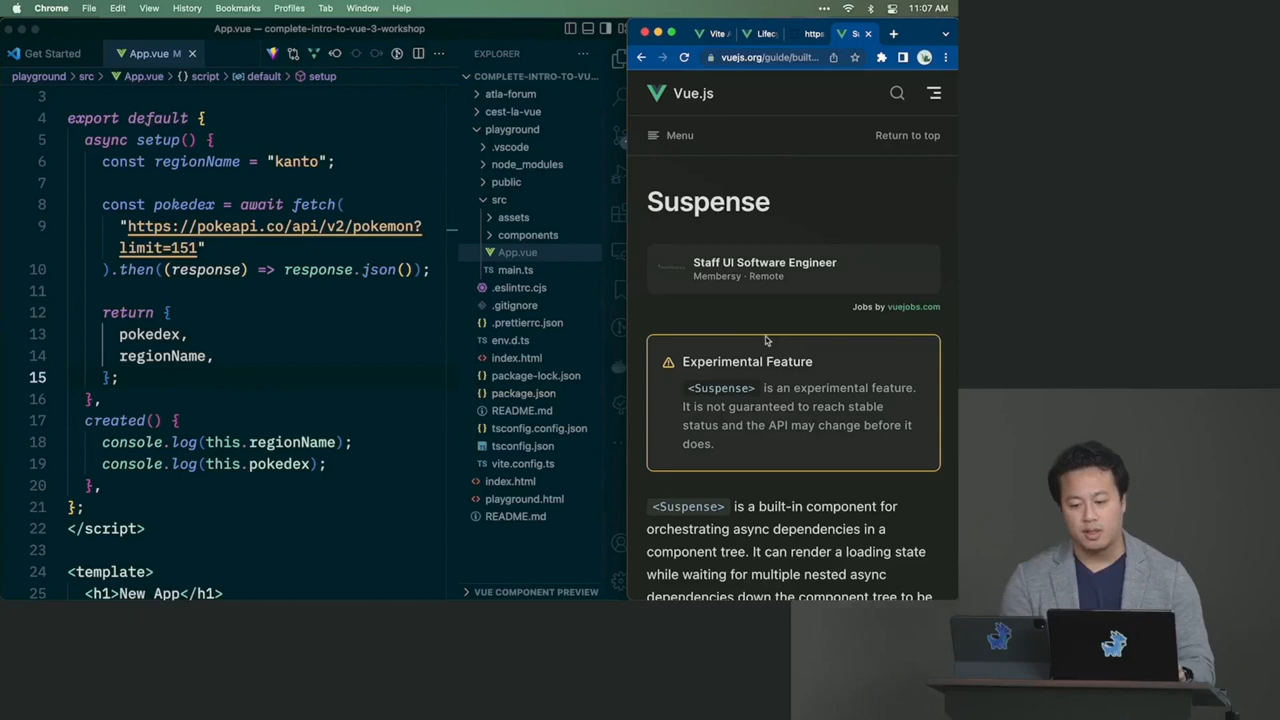 Chrome File Edit View History Bookmarks Profiles Tab Window Help
11:07 AM
App.vue — complete-intro-to-vue-3-workshop
Get Started
App.vue M
playground > src > App.vue > script > default > setup
3
4 export default {
5 async setup() {
6 const regionName = "kanto";
7
8 const pokedex = await fetch(
9 "https://pokeapi.co/api/v2/pokemon?
limit=151"
10 ).then((response) => response.json());
11
12 return {
13 pokedex,
14 regionName,
15 };
16 },
17 created() {
18 console.log(this.regionName);
19 console.log(this.pokedex);
20 },
21 };
22 </script>
23
24 <template>
25 <h1>New App</h1>
EXPLORER
COMPLETE-INTRO-TO-VU...
atla-forum
cest-la-vue
playground
.vscode
node_modules
public
src
assets
components
App.vue
main.ts
.eslintrc.cjs
.gitignore
.prettierrc.json
env.d.ts
index.html
package-lock.json
package.json
README.md
tsconfig.config.json
tsconfig.json
vite.config.ts
index.html
playground.html
README.md
VUE COMPONENT PREVIEW
Vite
Lifec
https
vuejs.org/guide/built...
Vue.js
Menu
Return to top
Suspense
Staff UI Software Engineer
Membersy · Remote
Jobs by vuejobs.com
Experimental Feature
<Suspense> is an experimental feature.
It is not guaranteed to reach stable
status and the API may change before it
does.
<Suspense> is a built-in component for
orchestrating async dependencies in a
component tree. It can render a loading state
while waiting for multiple nested async
dependencies down the component tree to be